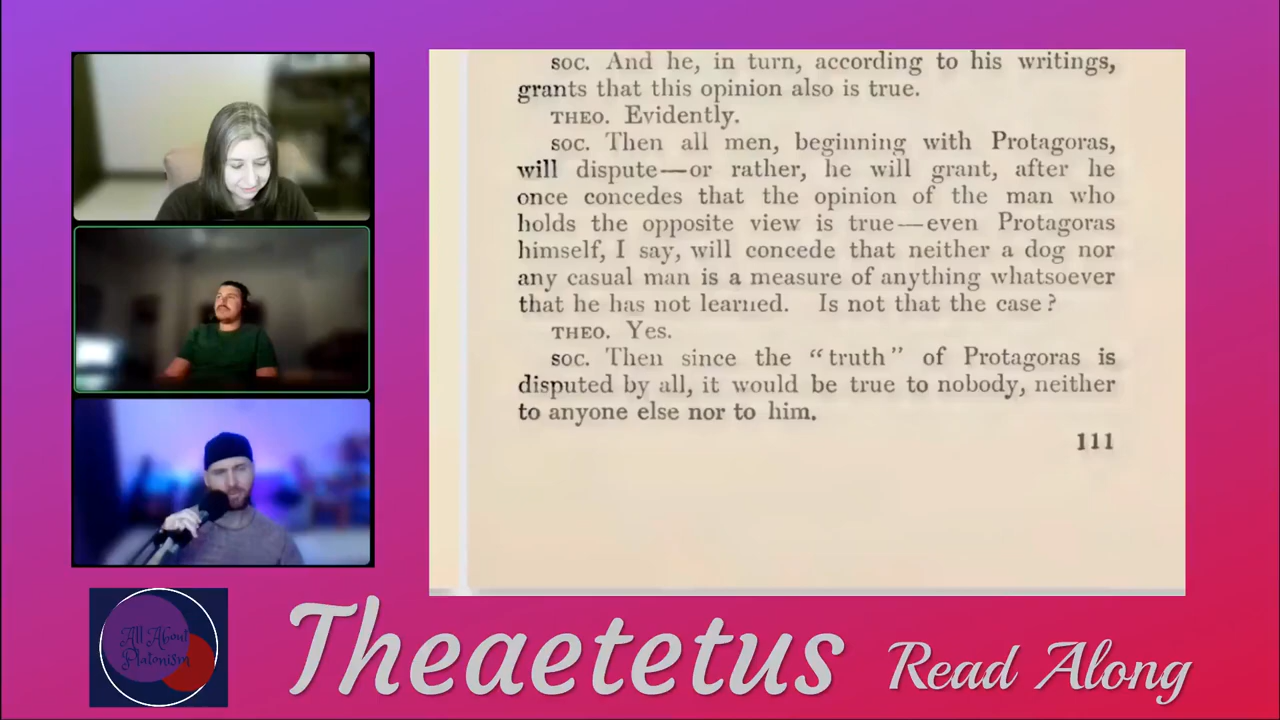 soc. And he, in turn, according to his writings,
grants that this opinion also is true.
THEO. Evidently.
soc. Then all men, beginning with Protagoras,
will dispute—or rather, he will grant, after he
once concedes that the opinion of the man who
holds the opposite view is true—even Protagoras
himself, I say, will concede that neither a dog nor
any casual man is a measure of anything whatsoever
that he has not learned. Is not that the case?
THEO. Yes.
soc. Then since the “truth” of Protagoras is
disputed by all, it would be true to nobody, neither
to anyone else nor to him.
111
All About
Platonism
Theaetetus Read Along